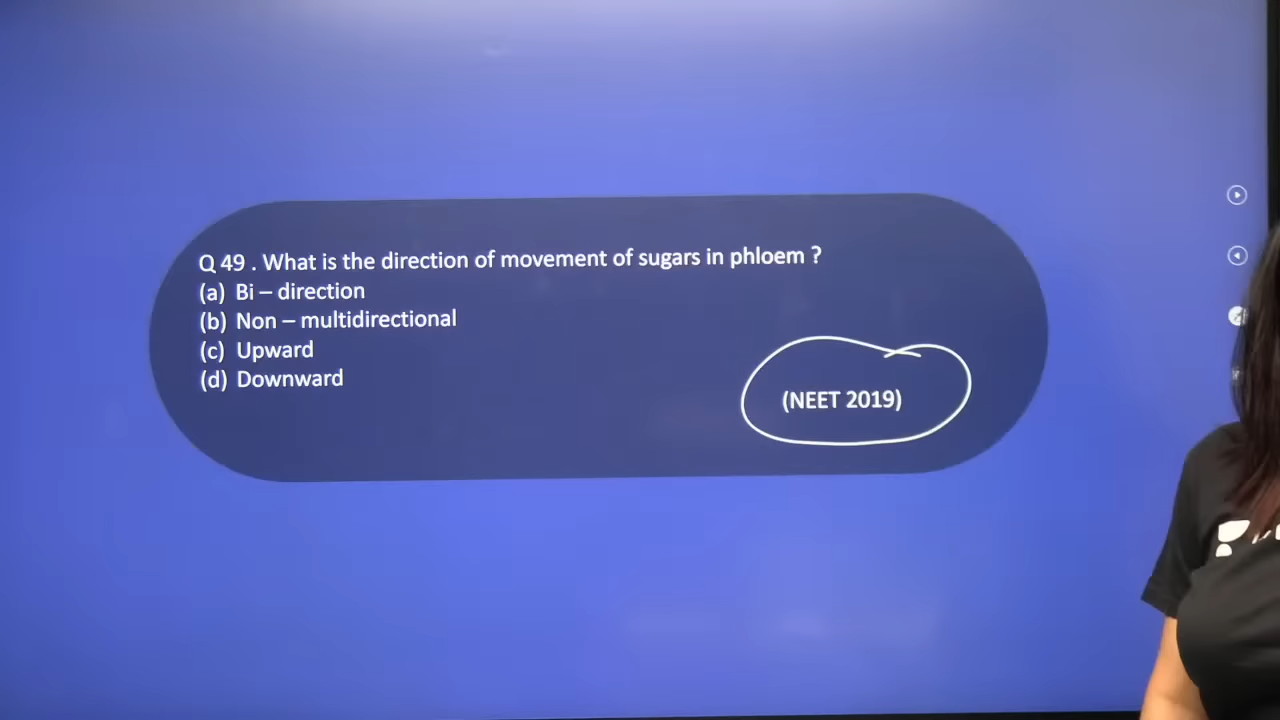 Q 49 . What is the direction of movement of sugars in phloem ?
(a) Bi – direction
(b) Non – multidirectional
(c) Upward
(d) Downward
(NEET 2019)